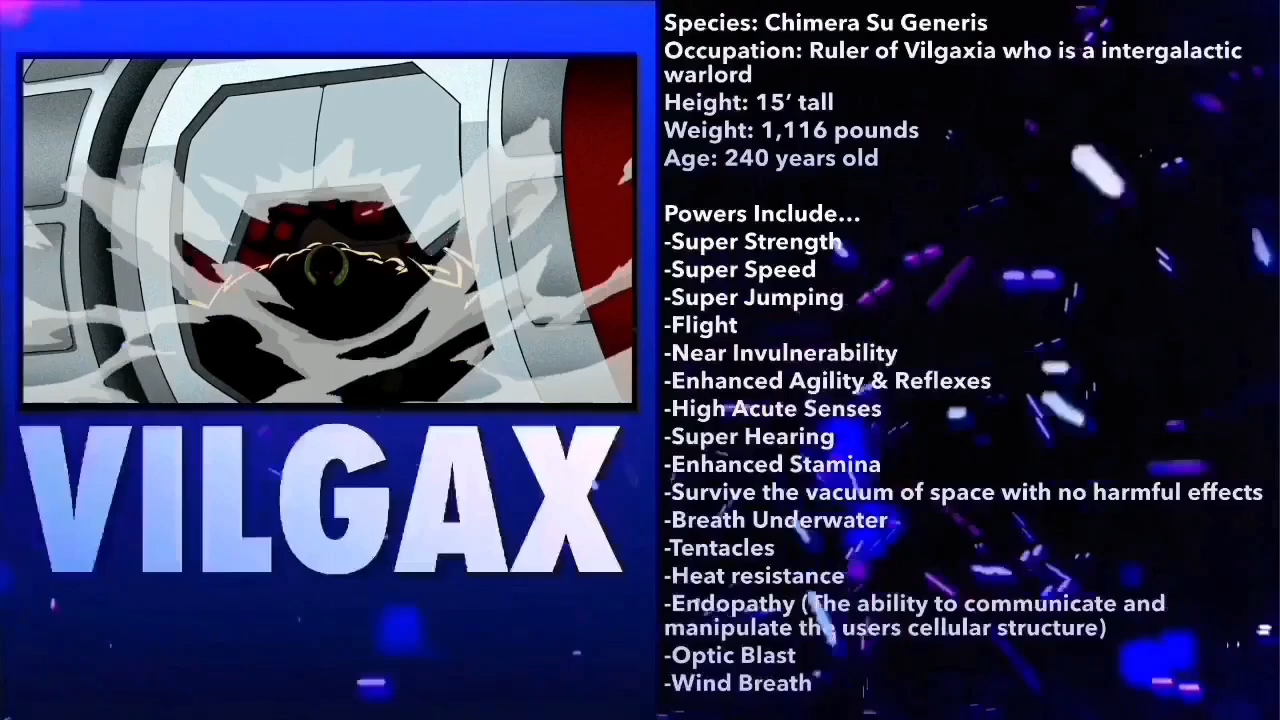 VILGAX
Species: Chimera Su Generis
Occupation: Ruler of Vilgaxia who is a intergalactic
warlord
Height: 15’ tall
Weight: 1,116 pounds
Age: 240 years old
Powers Include...
-Super Strength
-Super Speed
-Super Jumping
-Flight
-Near Invulnerability
-Enhanced Agility & Reflexes
-High Acute Senses
-Super Hearing
-Enhanced Stamina
-Survive the vacuum of space with no harmful effects
-Breath Underwater
-Tentacles
-Heat resistance
-Endopathy (The ability to communicate and
manipulate the users cellular structure)
-Optic Blast
-Wind Breath